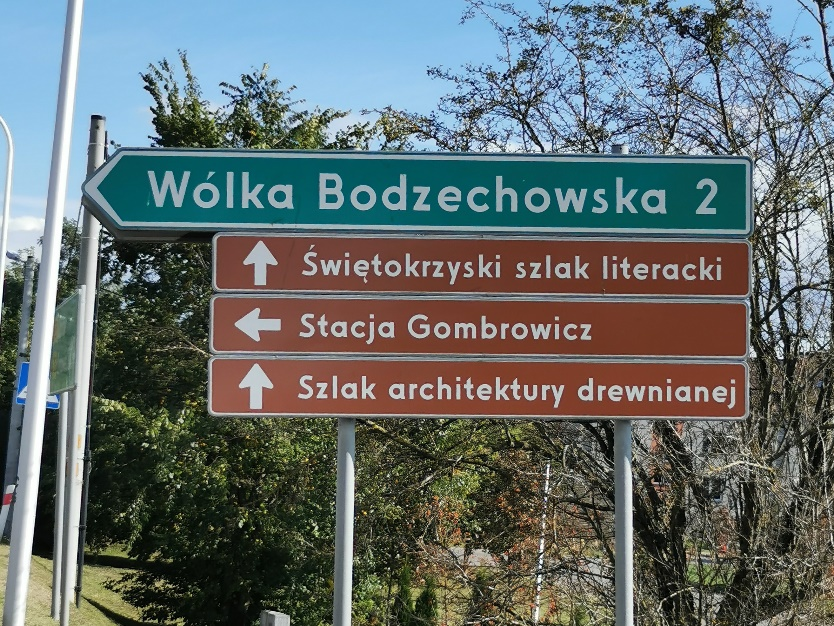 Wólka Bodzechowska 2
Świętokrzyski szlak literacki
Stacja Gombrowicz
Szlak architektury drewnianej